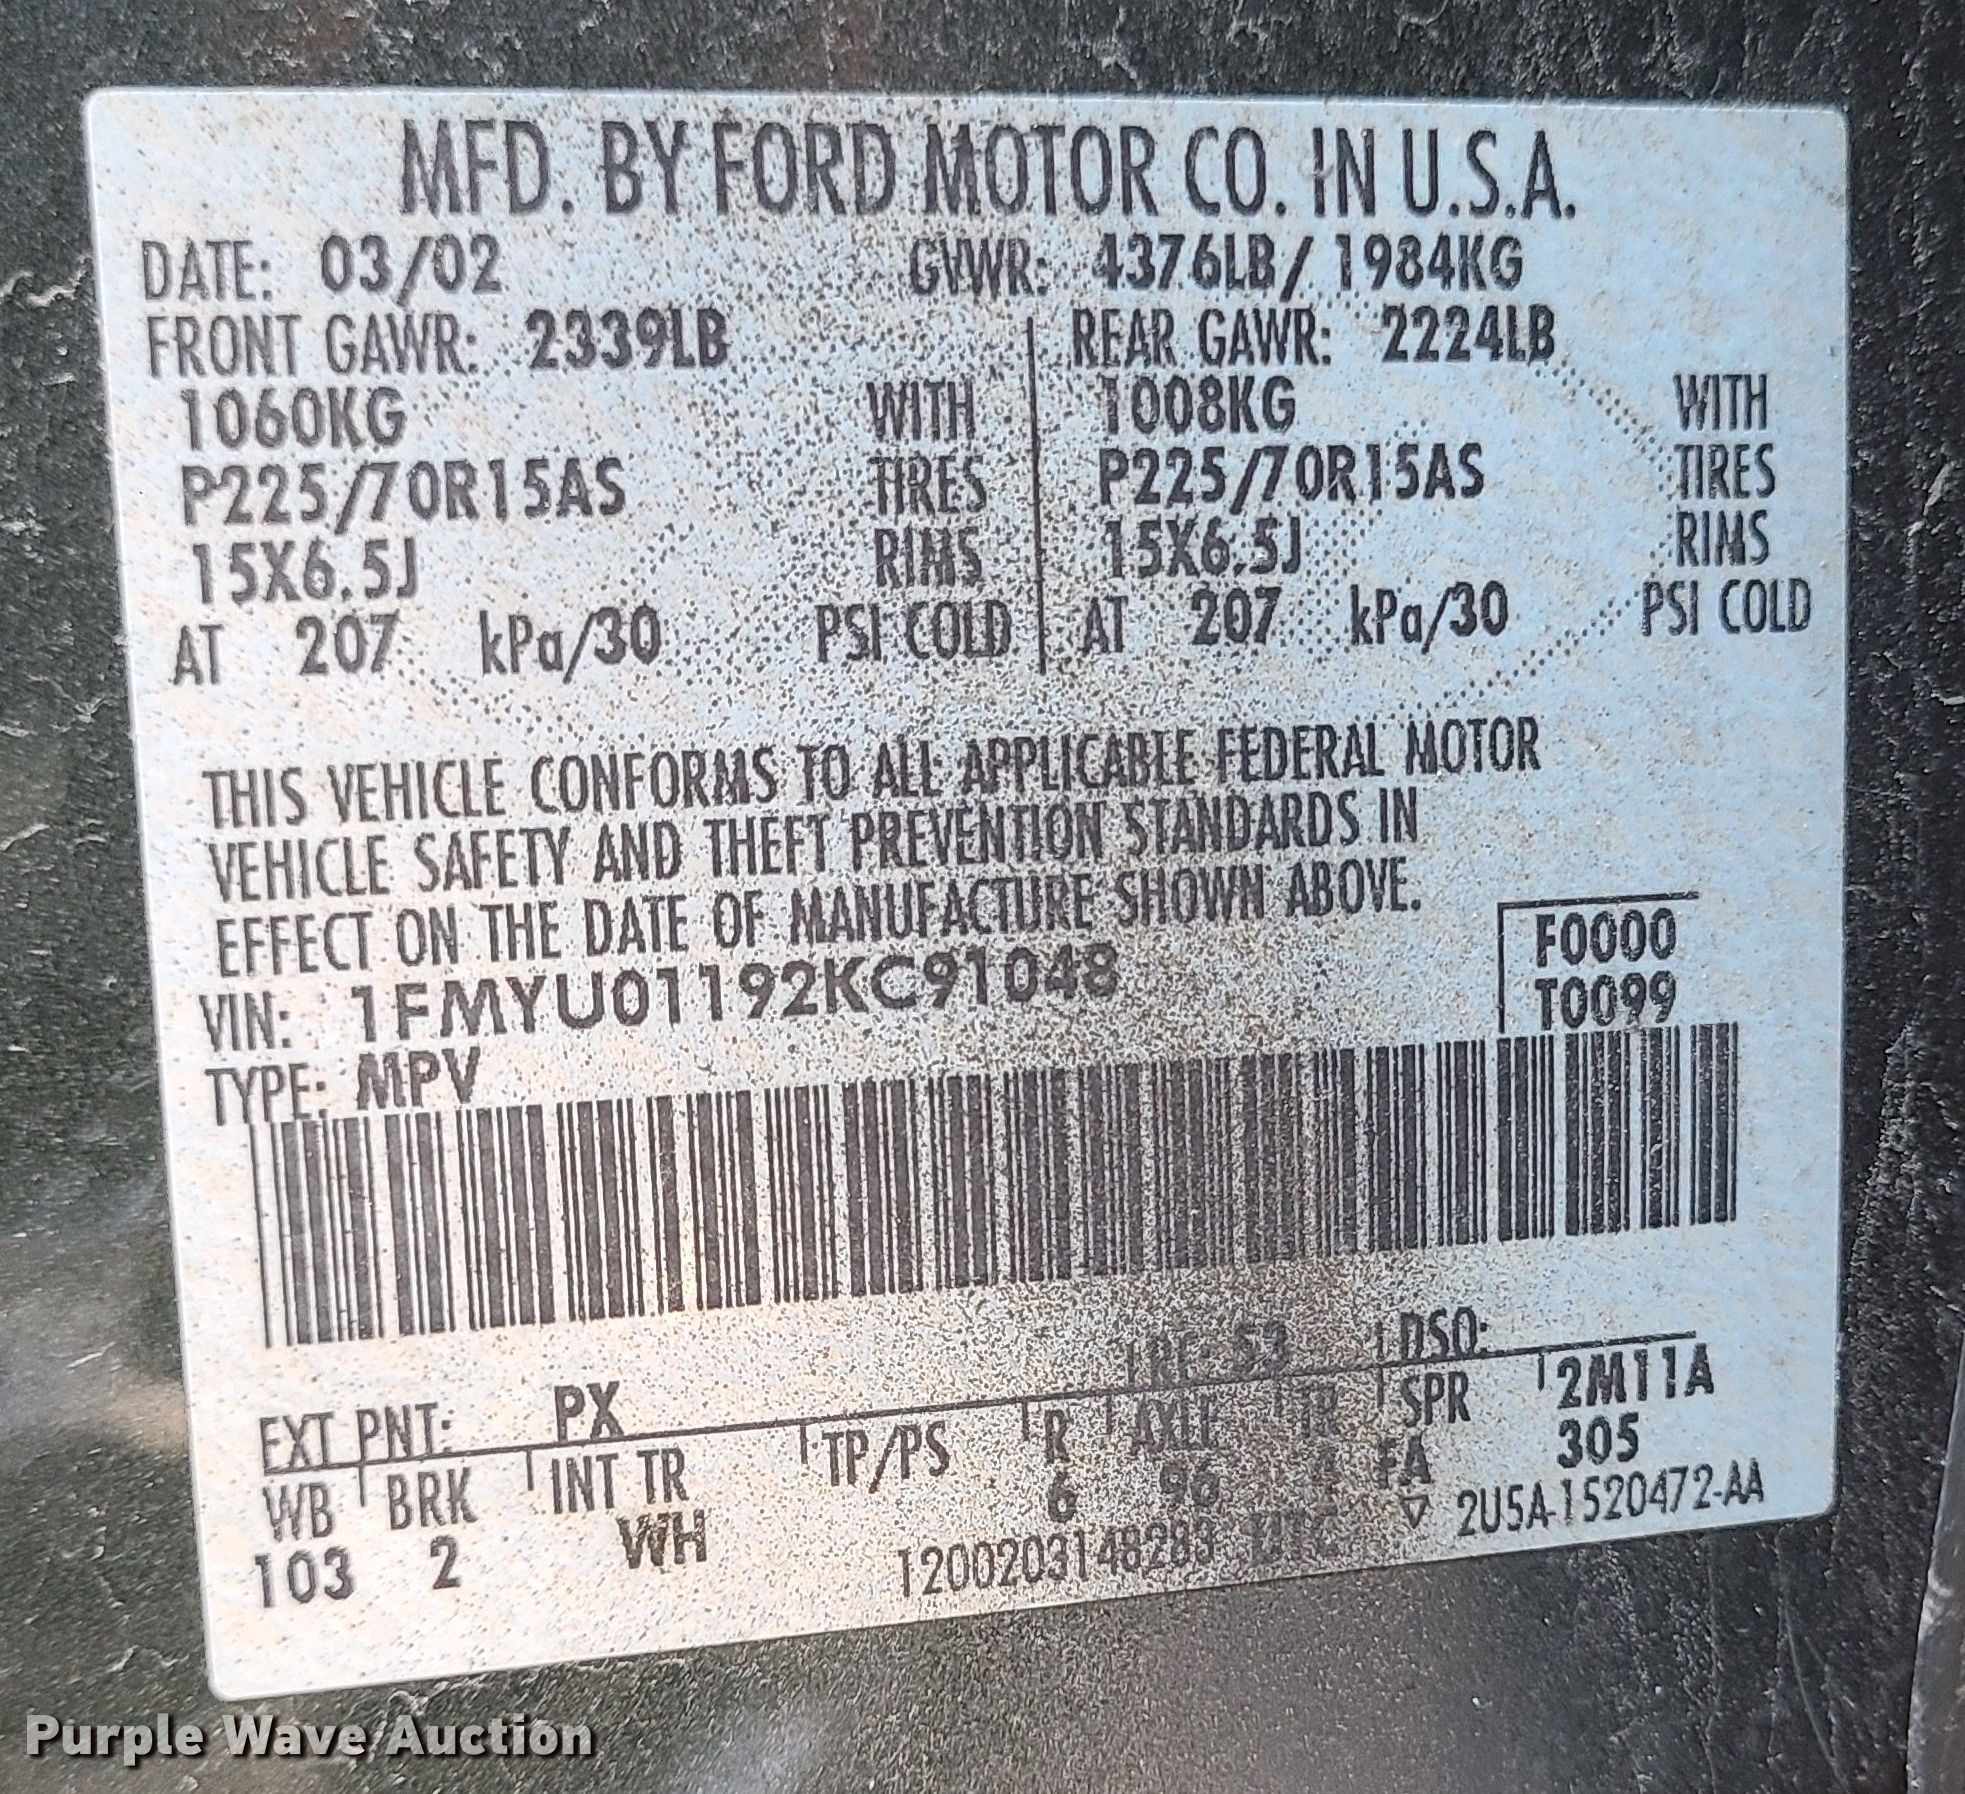 MFD. BY FORD MOTOR CO. IN U.S.A.
DATE: 03/02 GVWR: 4376LB/ 1984KG
FRONT GAWR: 2339LB REAR GAWR: 2224LB
1060KG WITH 1008KG WITH
P225/70R15AS TIRES P225/70R15AS TIRES
15X6.5J RIMS 15X6.5J RIMS
AT 207 kPa/30 PSI COLD AT 207 kPa/30 PSI COLD
THIS VEHICLE CONFORMS TO ALL APPLICABLE FEDERAL MOTOR
VEHICLE SAFETY AND THEFT PREVENTION STANDARDS IN
EFFECT ON THE DATE OF MANUFACTURE SHOWN ABOVE.
F0000
T0099
VIN: 1FMYU01192KC91048
TYPE: MPV
EXT PNT: PX RC: 53 DSO:
WB BRK INT TR TP/PS R AXLE TR SPR 2M11A
103 2 WH 6 96 FA 305
1200203148283 ▽ 2U5A-1520472-AA
Purple Wave Auction